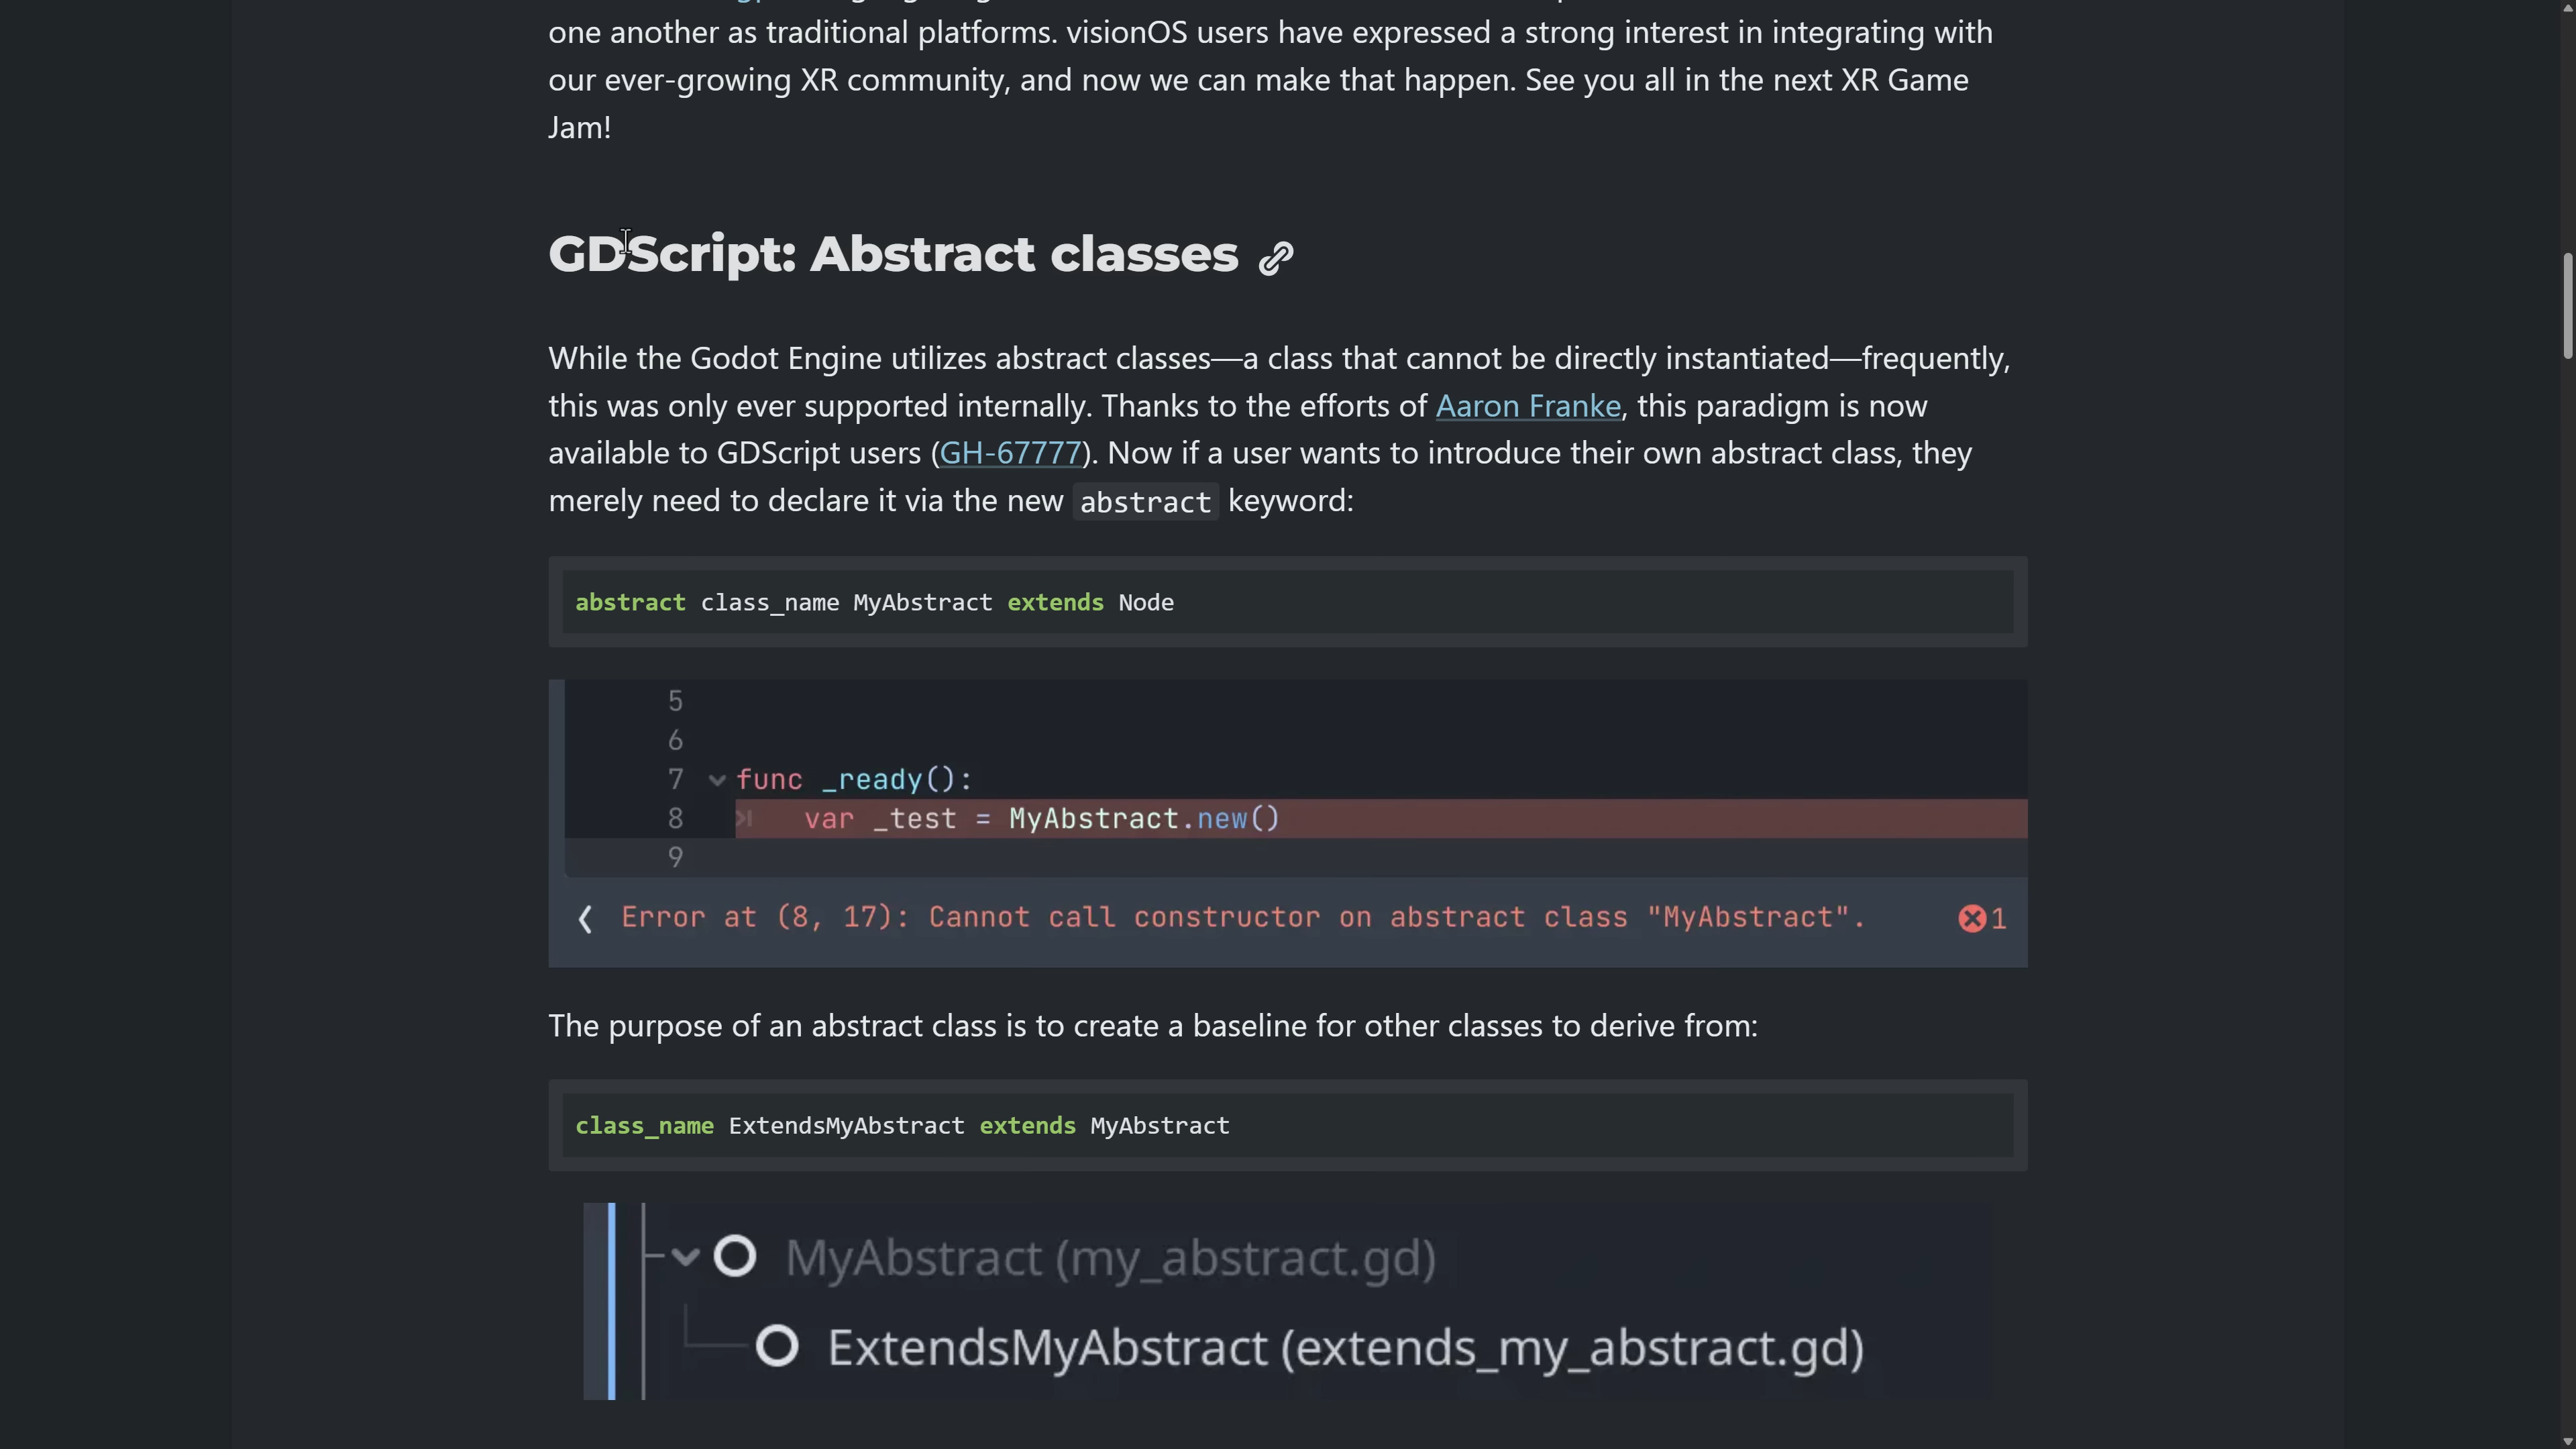 one another as traditional platforms. visionOS users have expressed a strong interest in integrating with
our ever-growing XR community, and now we can make that happen. See you all in the next XR Game
Jam!
GDScript: Abstract classes
While the Godot Engine utilizes abstract classes—a class that cannot be directly instantiated—frequently,
this was only ever supported internally. Thanks to the efforts of Aaron Franke, this paradigm is now
available to GDScript users (GH-67777). Now if a user wants to introduce their own abstract class, they
merely need to declare it via the new abstract keyword:
abstract class_name MyAbstract extends Node
5
6
7 func _ready():
8 var _test = MyAbstract.new()
9
Error at (8, 17): Cannot call constructor on abstract class "MyAbstract". 1
The purpose of an abstract class is to create a baseline for other classes to derive from:
class_name ExtendsMyAbstract extends MyAbstract
MyAbstract (my_abstract.gd)
ExtendsMyAbstract (extends_my_abstract.gd)